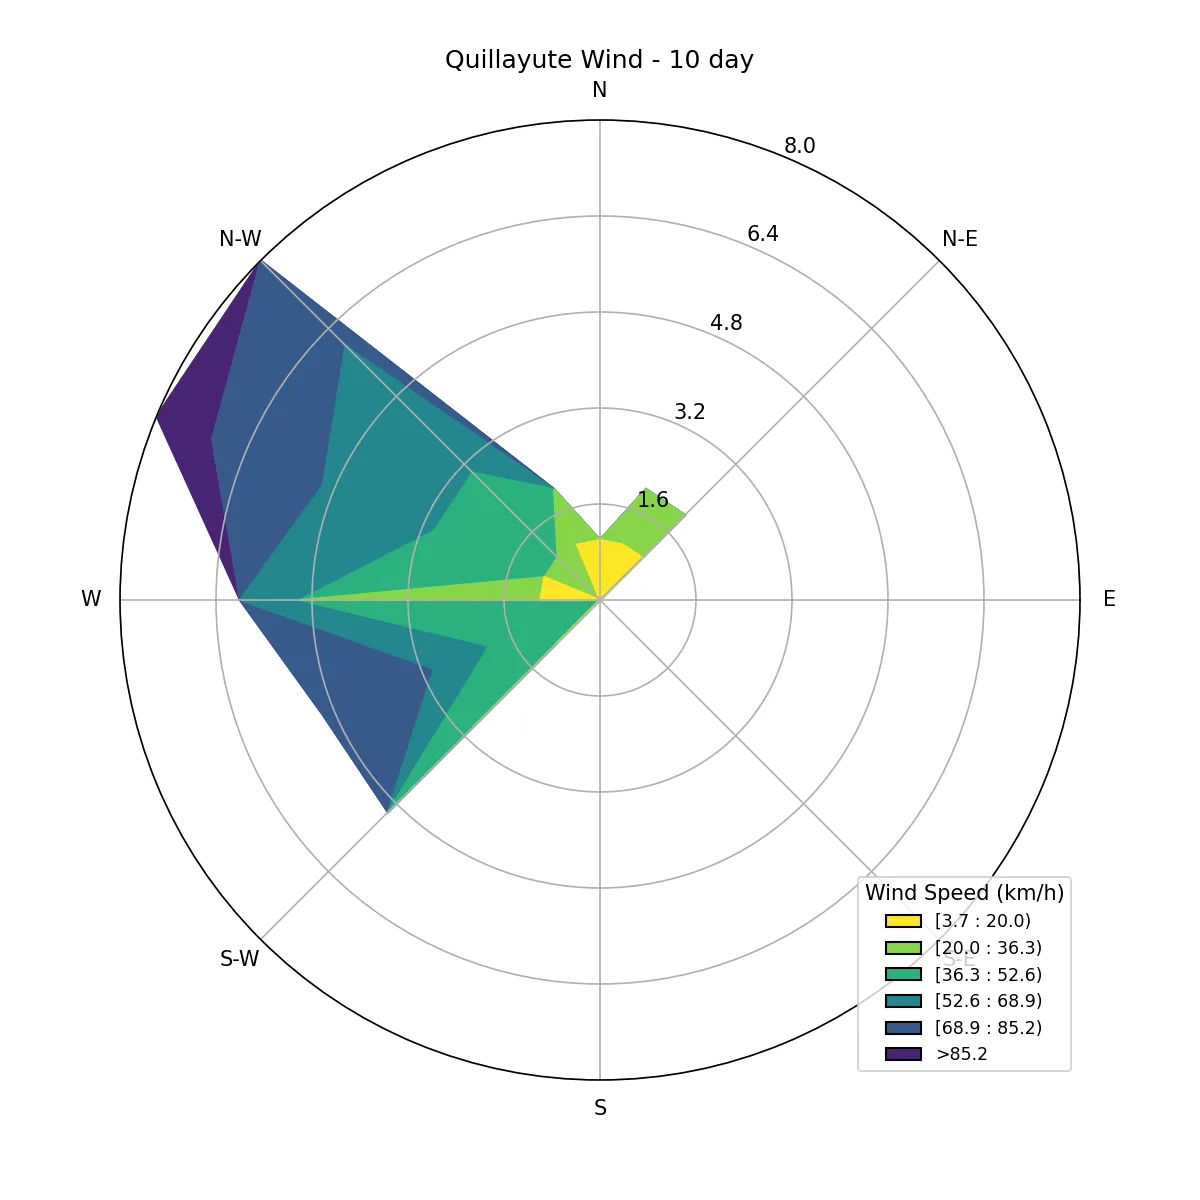 Quillayute Wind - 10 day
N
8.0
N-W
6.4
N-E
4.8
3.2
1.6
W
E
S-W
S-E
S
Wind Speed (km/h)
[3.7 : 20.0)
[20.0 : 36.3)
[36.3 : 52.6)
[52.6 : 68.9)
[68.9 : 85.2)
>85.2